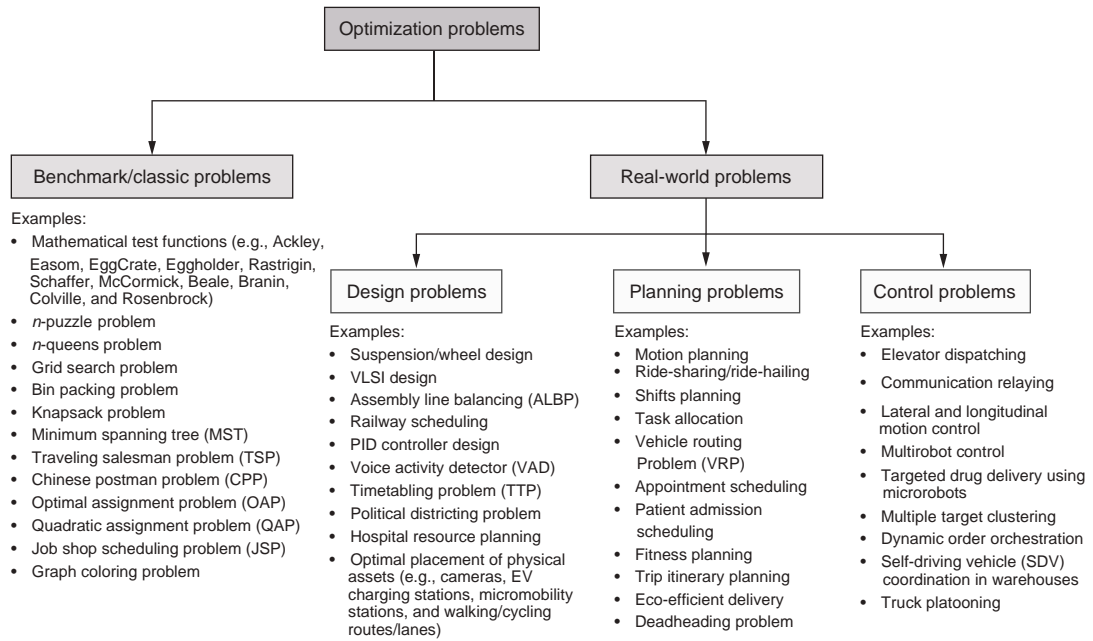 Optimization problems
Benchmark/classic problems
Real-world problems
Examples:
• Mathematical test functions (e.g., Ackley,
Easom, EggCrate, Eggholder, Rastrigin,
Schaffer, McCormick, Beale, Branin,
Colville, and Rosenbrock)
• n-puzzle problem
• n-queens problem
• Grid search problem
• Bin packing problem
• Knapsack problem
• Minimum spanning tree (MST)
• Traveling salesman problem (TSP)
• Chinese postman problem (CPP)
• Optimal assignment problem (OAP)
• Quadratic assignment problem (QAP)
• Job shop scheduling problem (JSP)
• Graph coloring problem
Design problems
Examples:
• Suspension/wheel design
• VLSI design
• Assembly line balancing (ALBP)
• Railway scheduling
• PID controller design
• Voice activity detector (VAD)
• Timetabling problem (TTP)
• Political districting problem
• Hospital resource planning
• Optimal placement of physical
assets (e.g., cameras, EV
charging stations, micromobility
stations, and walking/cycling
routes/lanes)
Planning problems
Examples:
• Motion planning
• Ride-sharing/ride-hailing
• Shifts planning
• Task allocation
• Vehicle routing
Problem (VRP)
• Appointment scheduling
• Patient admission
scheduling
• Fitness planning
• Trip itinerary planning
• Eco-efficient delivery
• Deadheading problem
Control problems
Examples:
• Elevator dispatching
• Communication relaying
• Lateral and longitudinal
motion control
• Multirobot control
• Targeted drug delivery using
microrobots
• Multiple target clustering
• Dynamic order orchestration
• Self-driving vehicle (SDV)
coordination in warehouses
• Truck platooning